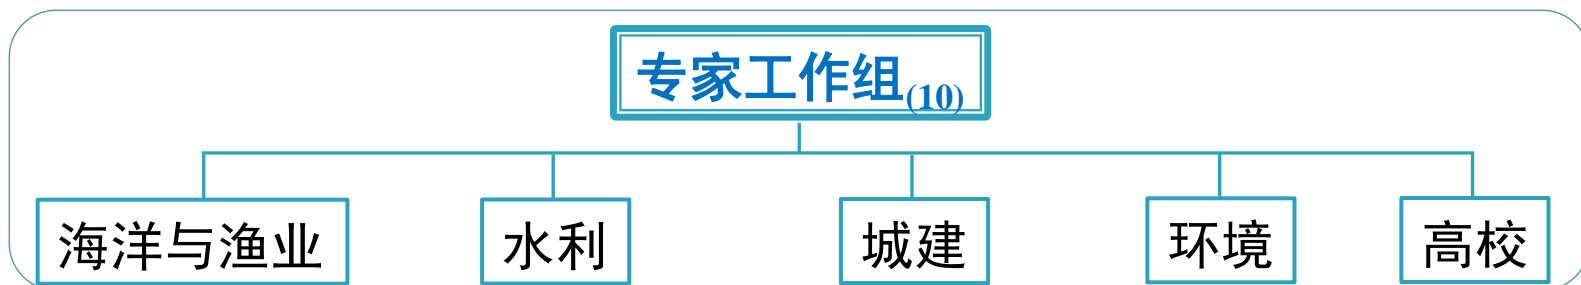 专家工作组(10)
海洋与渔业
水利
城建
环境
高校